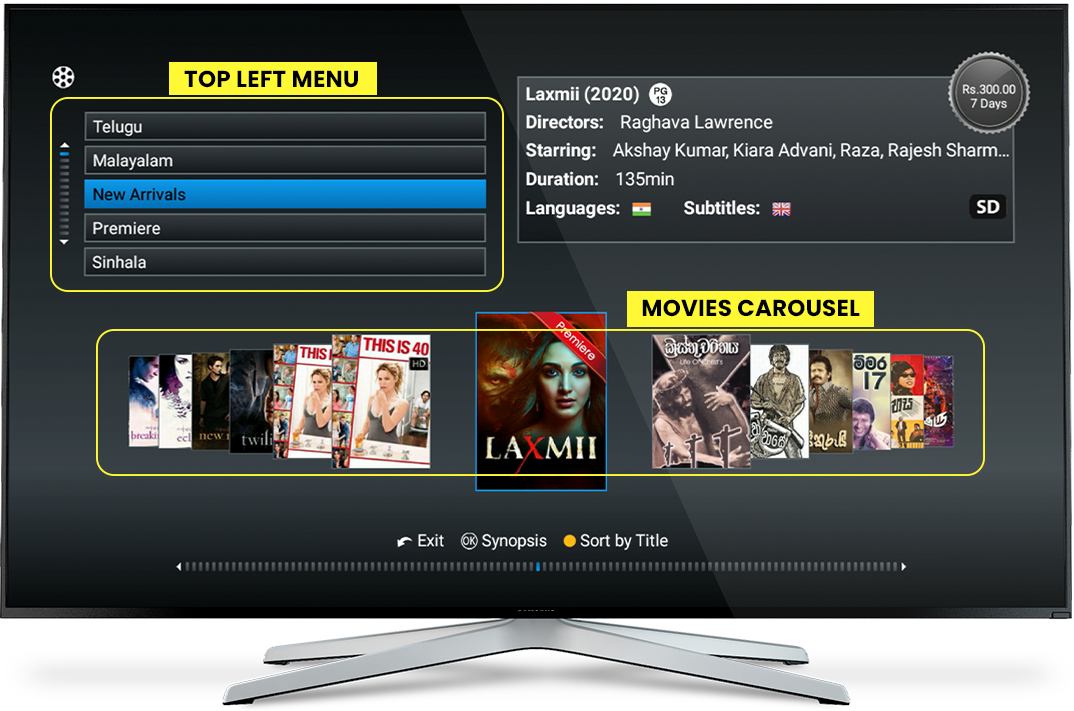 TOP LEFT MENU
Telugu
Malayalam
New Arrivals
Premiere
Sinhala
Laxmii (2020) PG 13
Rs.300.00
7 Days
Directors: Raghava Lawrence
Starring: Akshay Kumar, Kiara Advani, Raza, Rajesh Sharm...
Duration: 135min
Languages: Subtitles:
SD
MOVIES CAROUSEL
breaki
ecl
new
twili
THIS I
THIS IS 40
HD
Premiere
LAXMII
ම්මර
17
Exit OK Synopsis Sort by Title